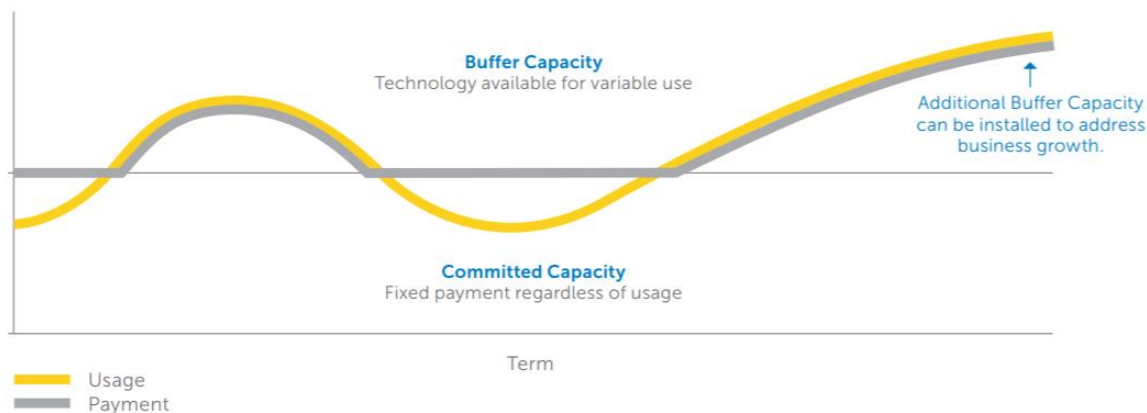 Buffer Capacity
Technology available for variable use
Additional Buffer Capacity
can be installed to address
business growth.
Committed Capacity
Fixed payment regardless of usage
Term
Usage
Payment